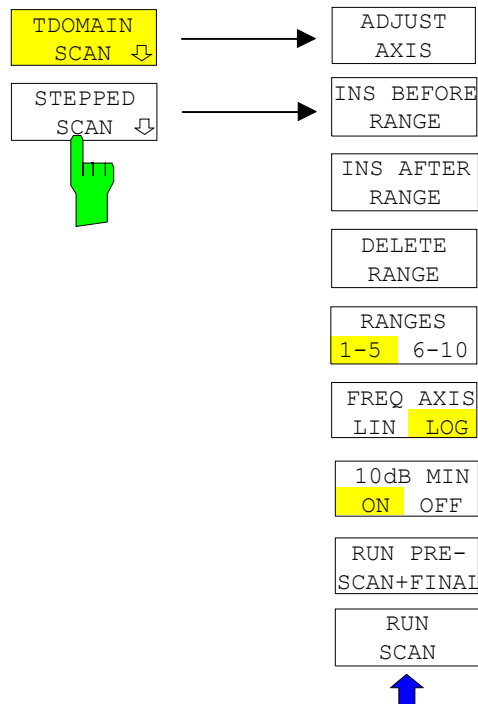 TDOMAIN
SCAN
STEPPED
SCAN
ADJUST
AXIS
INS BEFORE
RANGE
INS AFTER
RANGE
DELETE
RANGE
RANGES
1-5 6-10
FREQ AXIS
LIN LOG
10dB MIN
ON OFF
RUN PRE-
SCAN+FINAL
RUN
SCAN